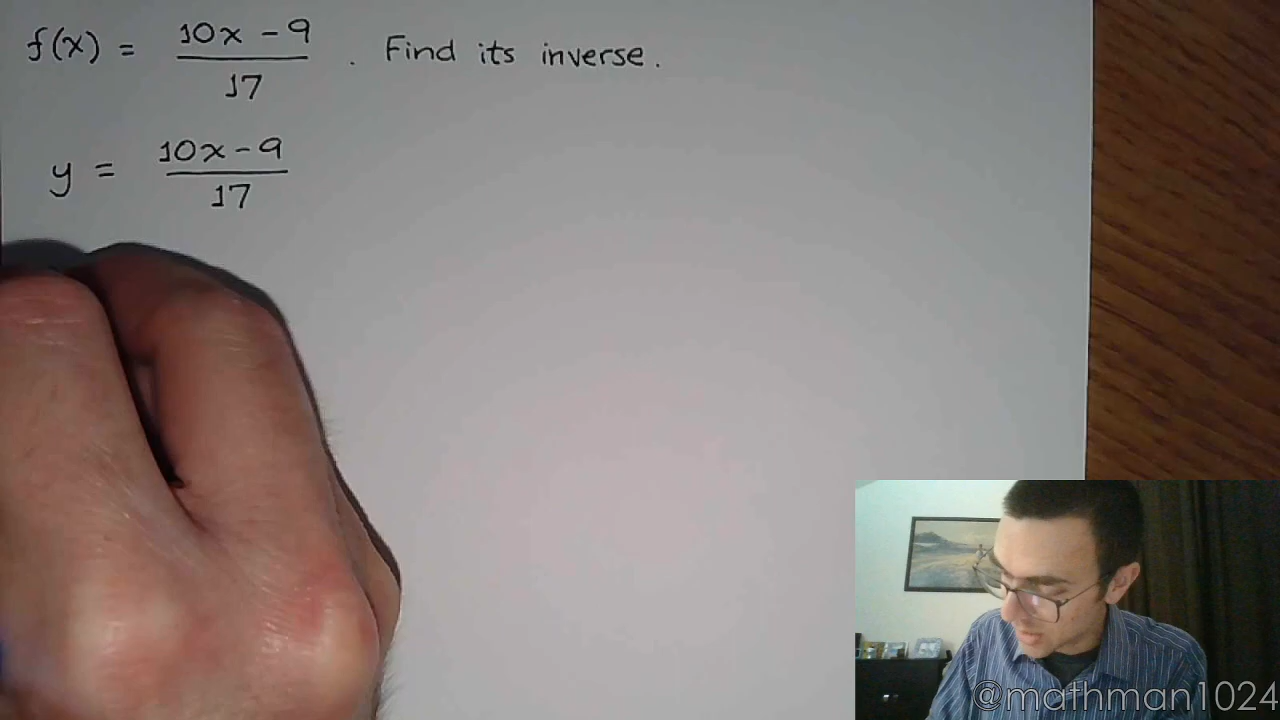 f(x) = 10x - 9 / 17 . Find its inverse.
y = 10x - 9 / 17
@mathman1024